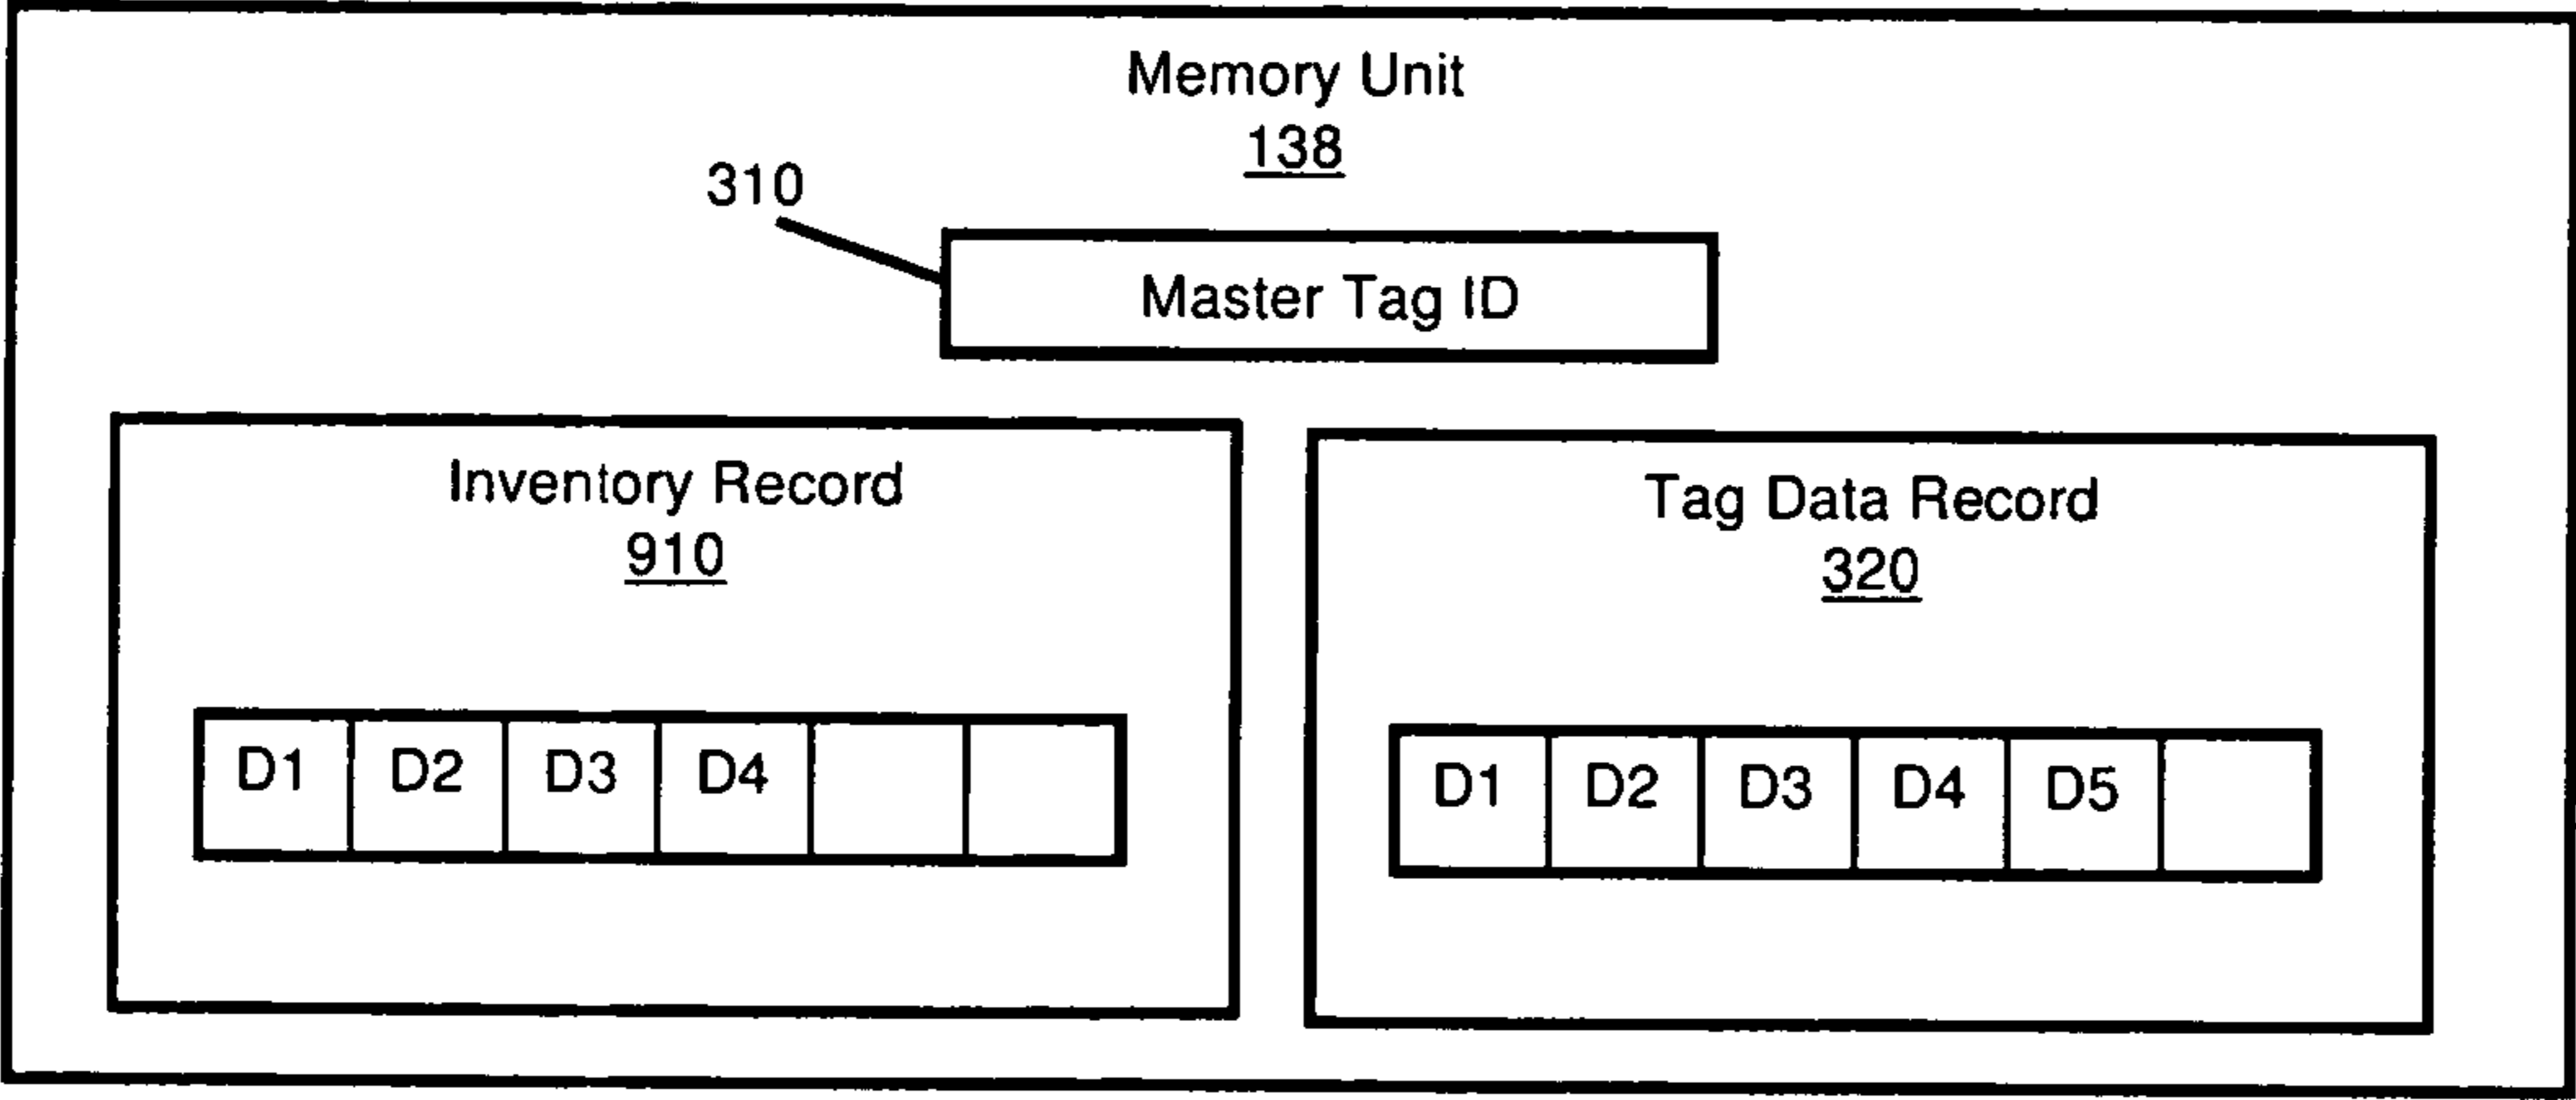 Memory Unit
138
310
Master Tag ID
Inventory Record
910
D1 D2 D3 D4
Tag Data Record
320
D1 D2 D3 D4 D5